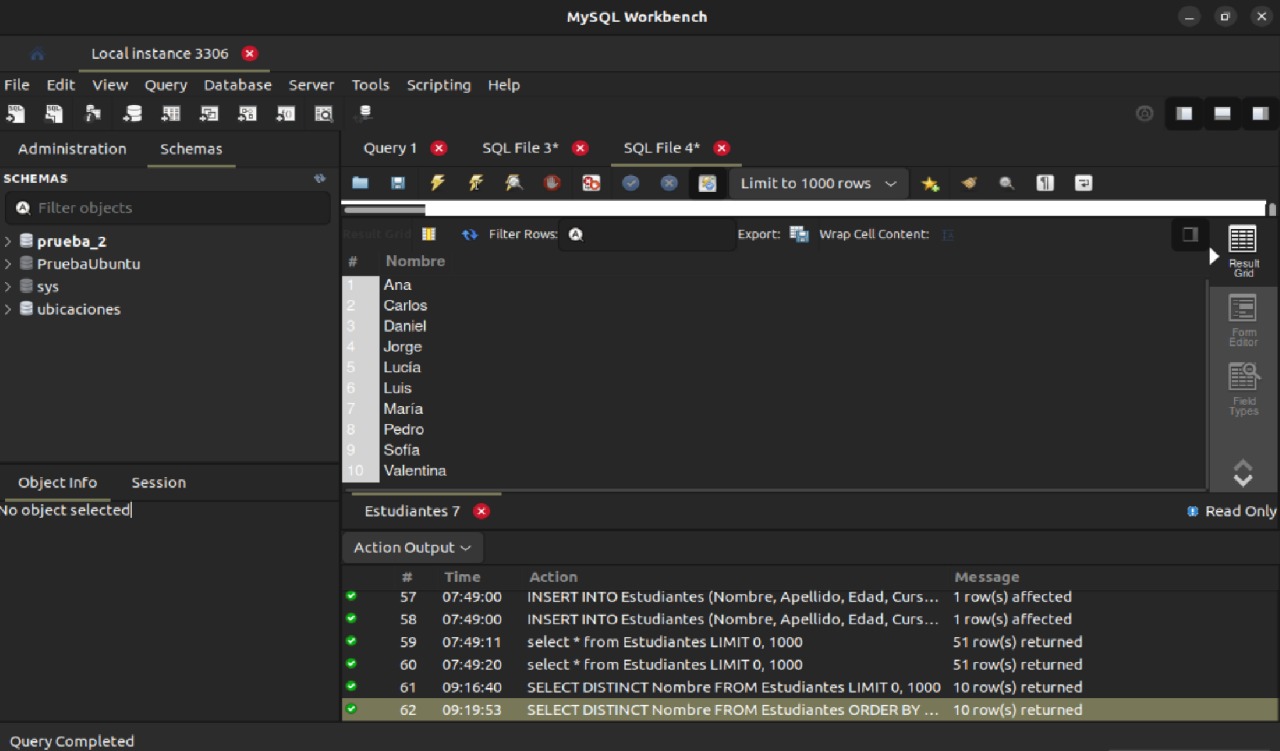 MySQL Workbench
Local instance 3306
File Edit View Query Database Server Tools Scripting Help
Administration Schemas
Query 1 SQL File 3* SQL File 4*
SCHEMAS
Limit to 1000 rows
Filter objects
Result Grid Filter Rows: Export: Wrap Cell Content:
prueba_2
PruebaUbuntu
sys
ubicaciones
# Nombre
1 Ana
2 Carlos
3 Daniel
4 Jorge
5 Lucía
6 Luis
7 María
8 Pedro
9 Sofía
10 Valentina
Result
Grid
Form
Editor
Field
Types
Object Info Session
No object selected
Estudiantes 7 Read Only
Action Output
# Time Action Message
57 07:49:00 INSERT INTO Estudiantes (Nombre, Apellido, Edad, Curs... 1 row(s) affected
58 07:49:00 INSERT INTO Estudiantes (Nombre, Apellido, Edad, Curs... 1 row(s) affected
59 07:49:11 select * from Estudiantes LIMIT 0, 1000 51 row(s) returned
60 07:49:20 select * from Estudiantes LIMIT 0, 1000 51 row(s) returned
61 09:16:40 SELECT DISTINCT Nombre FROM Estudiantes LIMIT 0, 1000 10 row(s) returned
62 09:19:53 SELECT DISTINCT Nombre FROM Estudiantes ORDER BY ... 10 row(s) returned
Query Completed